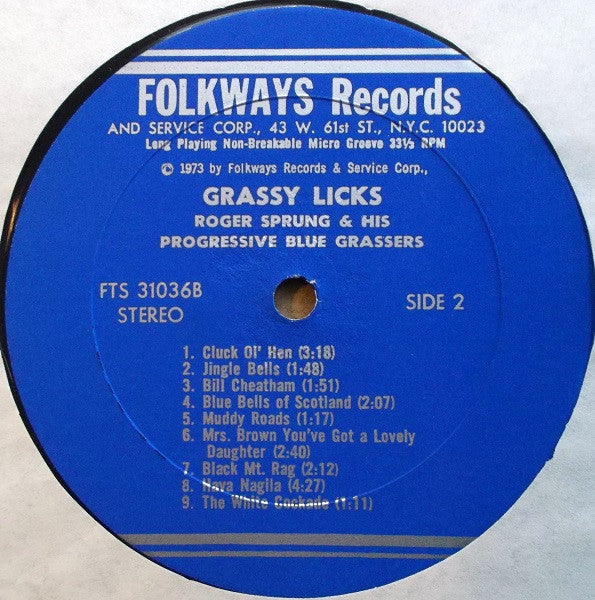 FOLKWAYS Records
AND SERVICE CORP., 43 W. 61st ST., N.Y.C. 10023
Long Playing Non-Breakable Micro Groove 33⅓ RPM
© 1973 by Folkways Records & Service Corp.,
GRASSY LICKS
ROGER SPRUNG & HIS
PROGRESSIVE BLUE GRASSERS
FTS 31036B
STEREO
SIDE 2
1. Cluck Ol' Hen (3:18)
2. Jingle Bells (1:48)
3. Bill Cheatham (1:51)
4. Blue Bells of Scotland (2:07)
5. Muddy Roads (1:17)
6. Mrs. Brown You've Got a Lovely
Daughter (2:40)
7. Black Mt. Rag (2:12)
8. Hava Nagila (4:27)
9. The White Cockade (1:11)